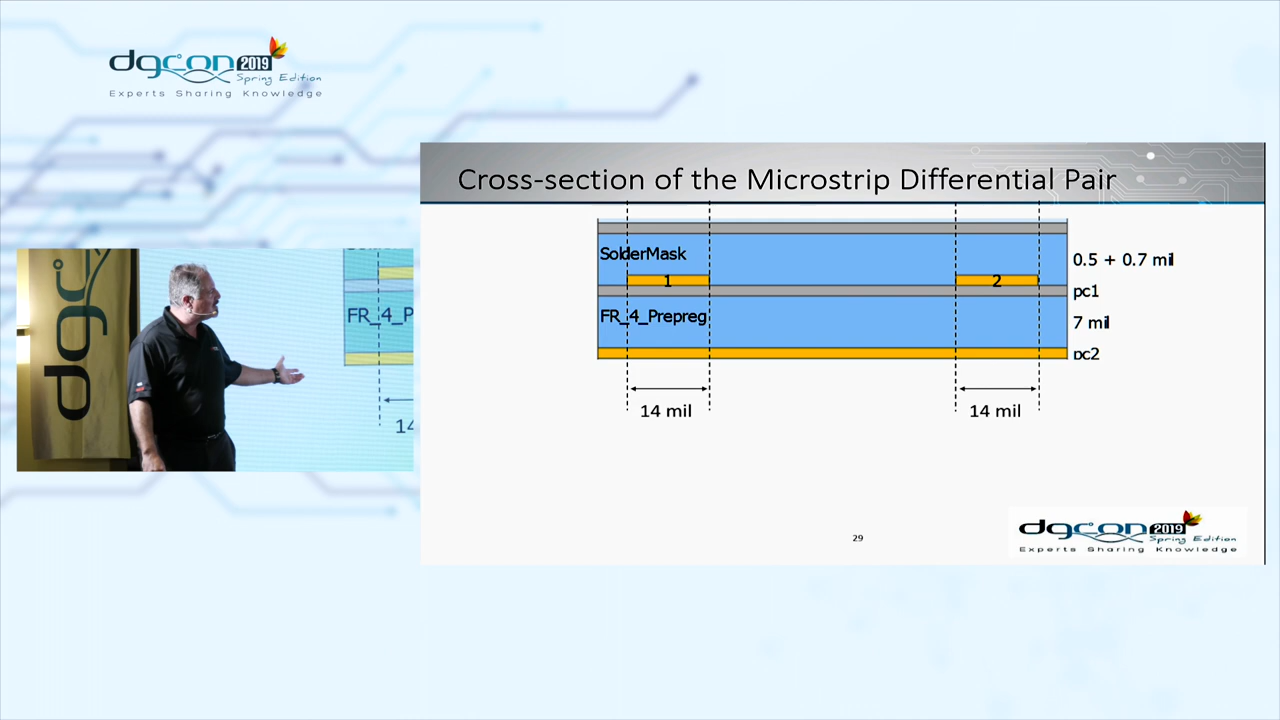 dgcon 2019
Spring Edition
Experts Sharing Knowledge
Cross-section of the Microstrip Differential Pair
SolderMask
0.5 + 0.7 mil
1
2
pc1
FR_4_Prepreg
7 mil
pc2
14 mil
14 mil
29
dgcon 2019
Spring Edition
Experts Sharing Knowledge
dgc
FR_4_P
14